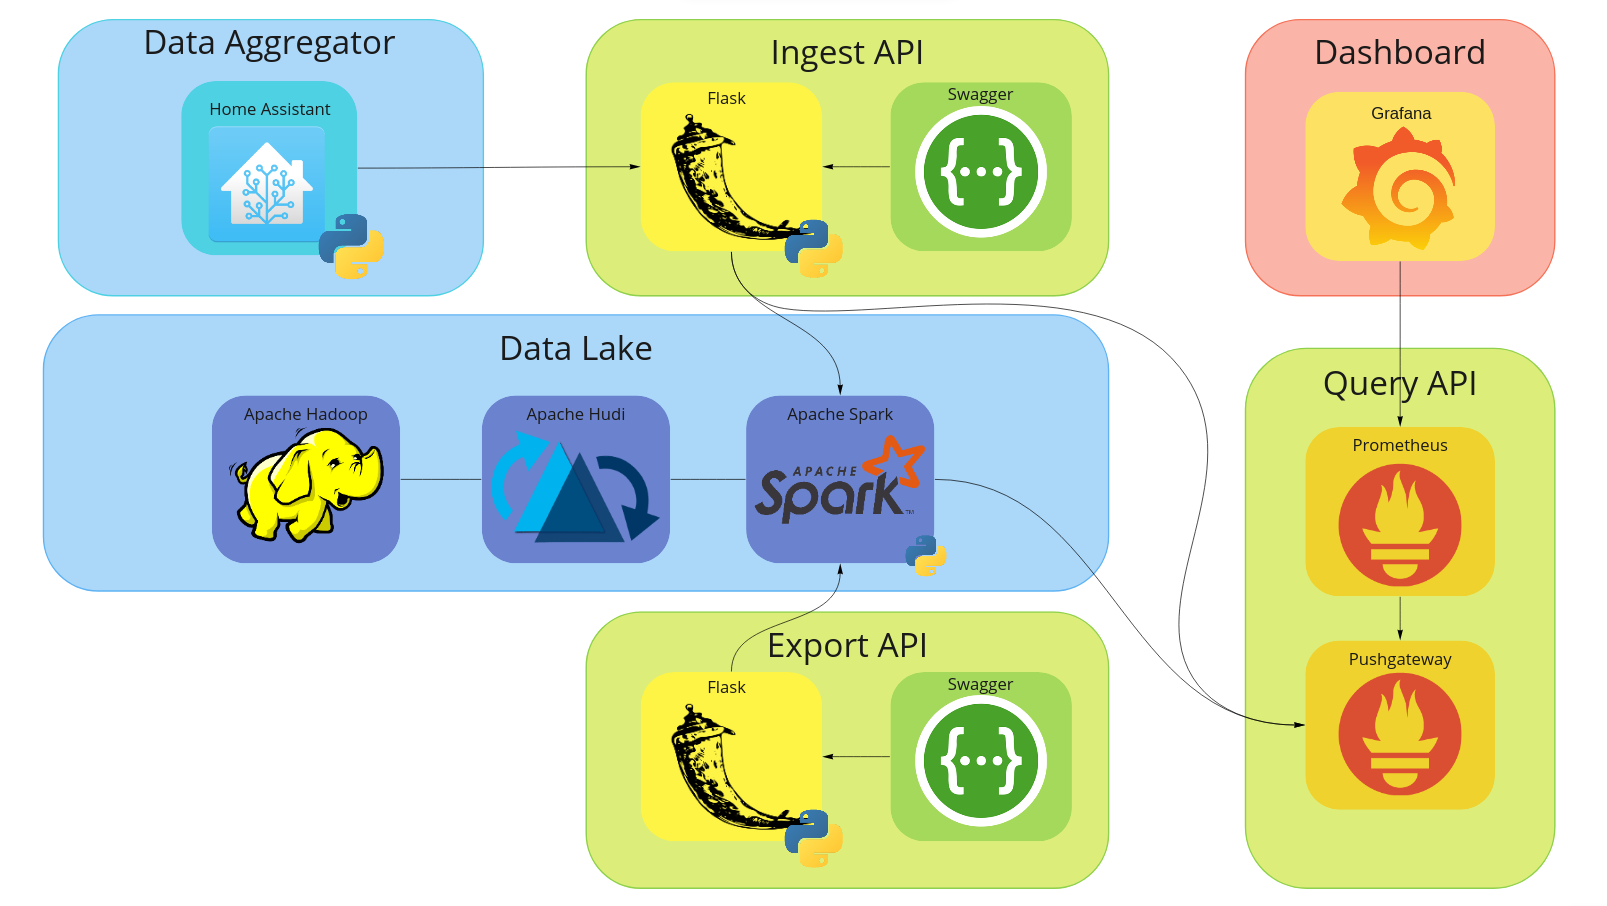 Data Aggregator
Home Assistant
Ingest API
Flask
Swagger
{...}
Dashboard
Grafana
Data Lake
Apache Hadoop
Apache Hudi
Apache Spark
APACHE
Spark™
Query API
Prometheus
Pushgateway
Export API
Flask
Swagger
{...}